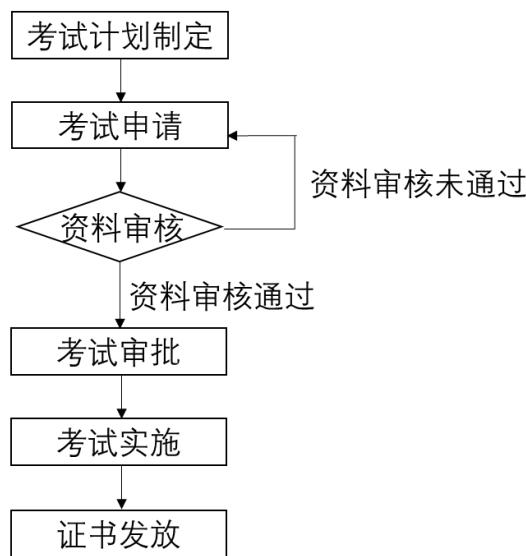 考试计划制定
考试申请
资料审核未通过
资料审核
资料审核通过
考试审批
考试实施
证书发放